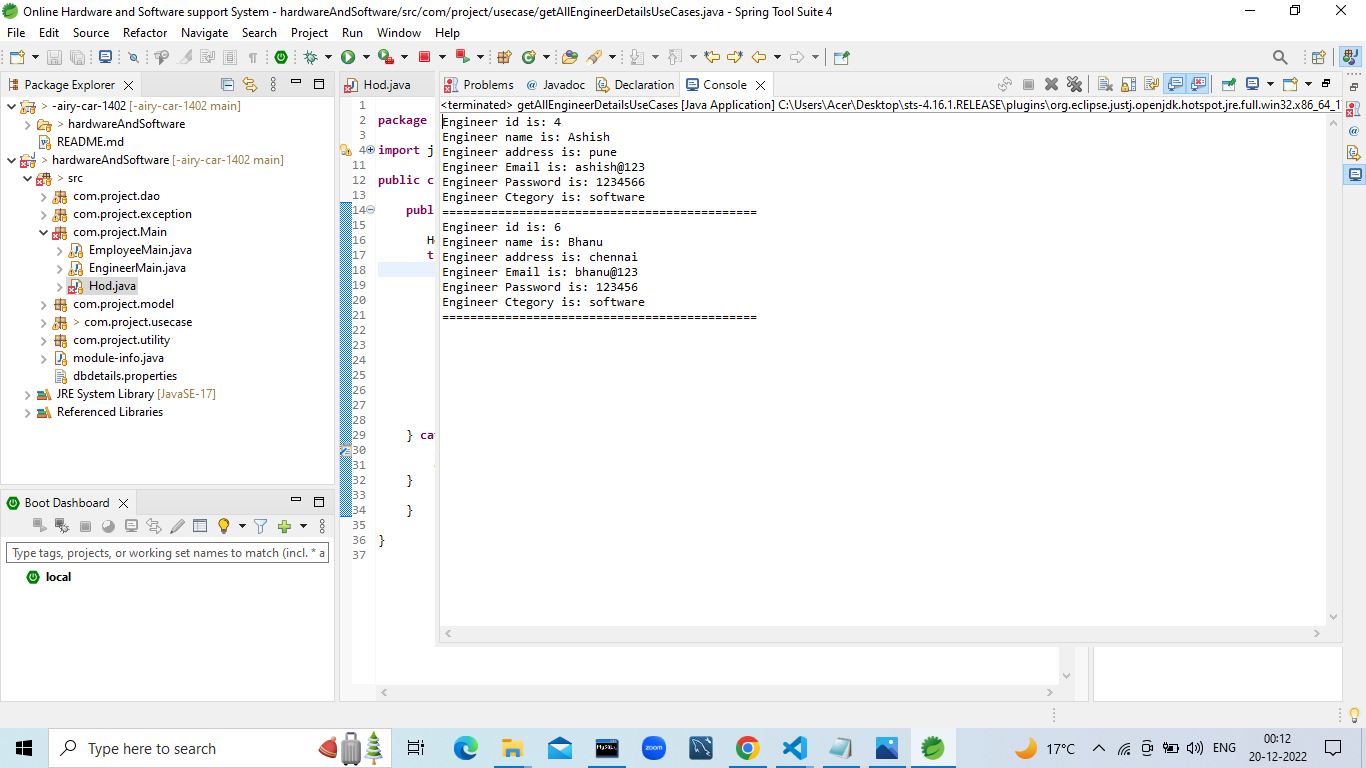 Online Hardware and Software support System - hardwareAndSoftware/src/com/project/usecase/getAllEngineerDetailsUseCases.java - Spring Tool Suite 4
File Edit Source Refactor Navigate Search Project Run Window Help
Package Explorer
> -airy-car-1402 [-airy-car-1402 main]
> hardwareAndSoftware
README.md
> hardwareAndSoftware [-airy-car-1402 main]
> src
com.project.dao
com.project.exception
com.project.Main
EmployeeMain.java
EngineerMain.java
Hod.java
com.project.model
> com.project.usecase
com.project.utility
module-info.java
dbdetails.properties
JRE System Library [JavaSE-17]
Referenced Libraries
Boot Dashboard
Type tags, projects, or working set names to match (incl. * a
local
Hod.java
1
2 package
3
4 import j
11
12 public c
13
14 publ
15
16 H
17 t
18
19
20
21
22
23
24
25
26
27
28
29 } ca
30
31
32 }
33
34 }
35
36 }
37
Problems @ Javadoc Declaration Console
<terminated> getAllEngineerDetailsUseCases [Java Application] C:\Users\Acer\Desktop\sts-4.16.1.RELEASE\plugins\org.eclipse.justj.openjdk.hotspot.jre.full.win32.x86_64_1
Engineer id is: 4
Engineer name is: Ashish
Engineer address is: pune
Engineer Email is: ashish@123
Engineer Password is: 1234566
Engineer Ctegory is: software
=============================================
Engineer id is: 6
Engineer name is: Bhanu
Engineer address is: chennai
Engineer Email is: bhanu@123
Engineer Password is: 123456
Engineer Ctegory is: software
=============================================
Type here to search
zoom
17°C
ENG
00:12
20-12-2022